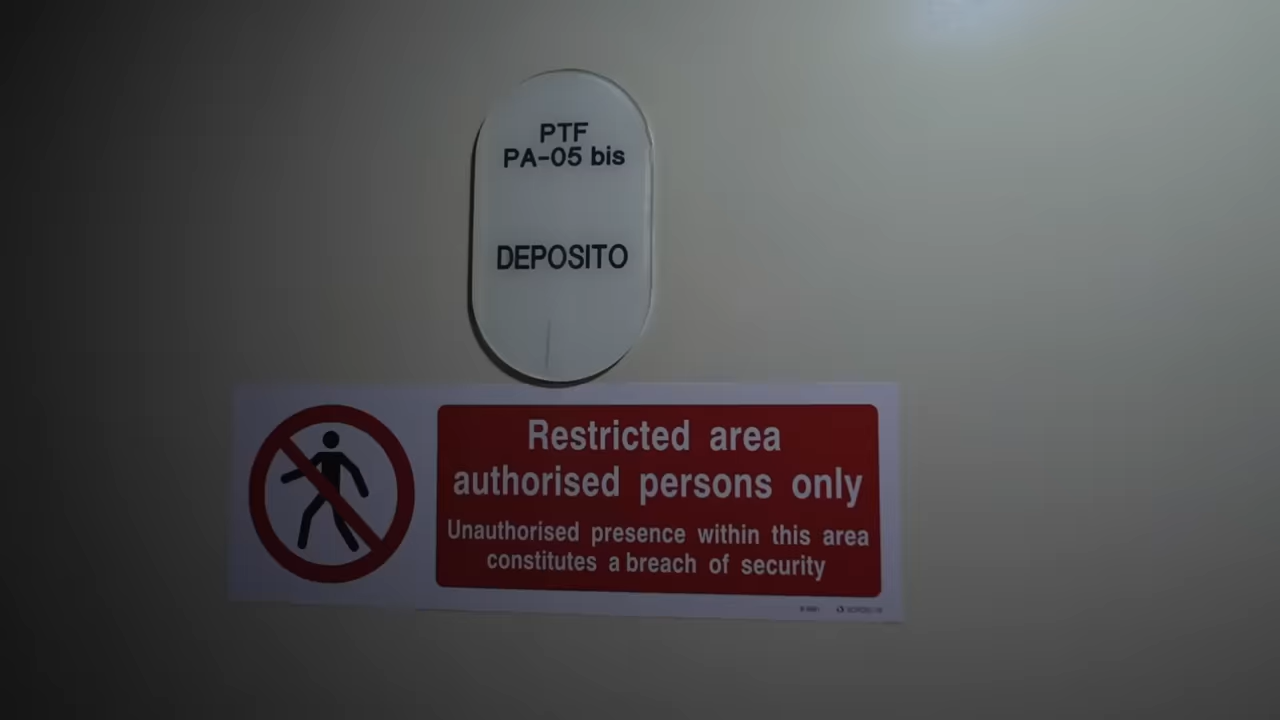 PTF
PA-05 bis
DEPOSITO
Restricted area
authorised persons only
Unauthorised presence within this area
constitutes a breach of security